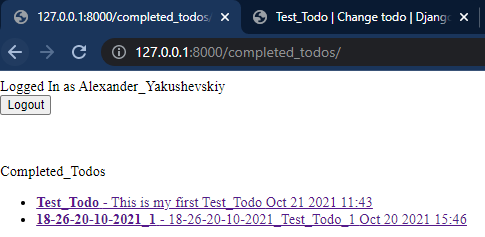 127.0.0.1:8000/completed_todos/
Test_Todo | Change todo | Djang
127.0.0.1:8000/completed_todos/
Logged In as Alexander_Yakushevskiy
Logout
Completed_Todos
Test_Todo - This is my first Test_Todo Oct 21 2021 11:43
18-26-20-10-2021_1 - 18-26-20-10-2021_Test_Todo_1 Oct 20 2021 15:46